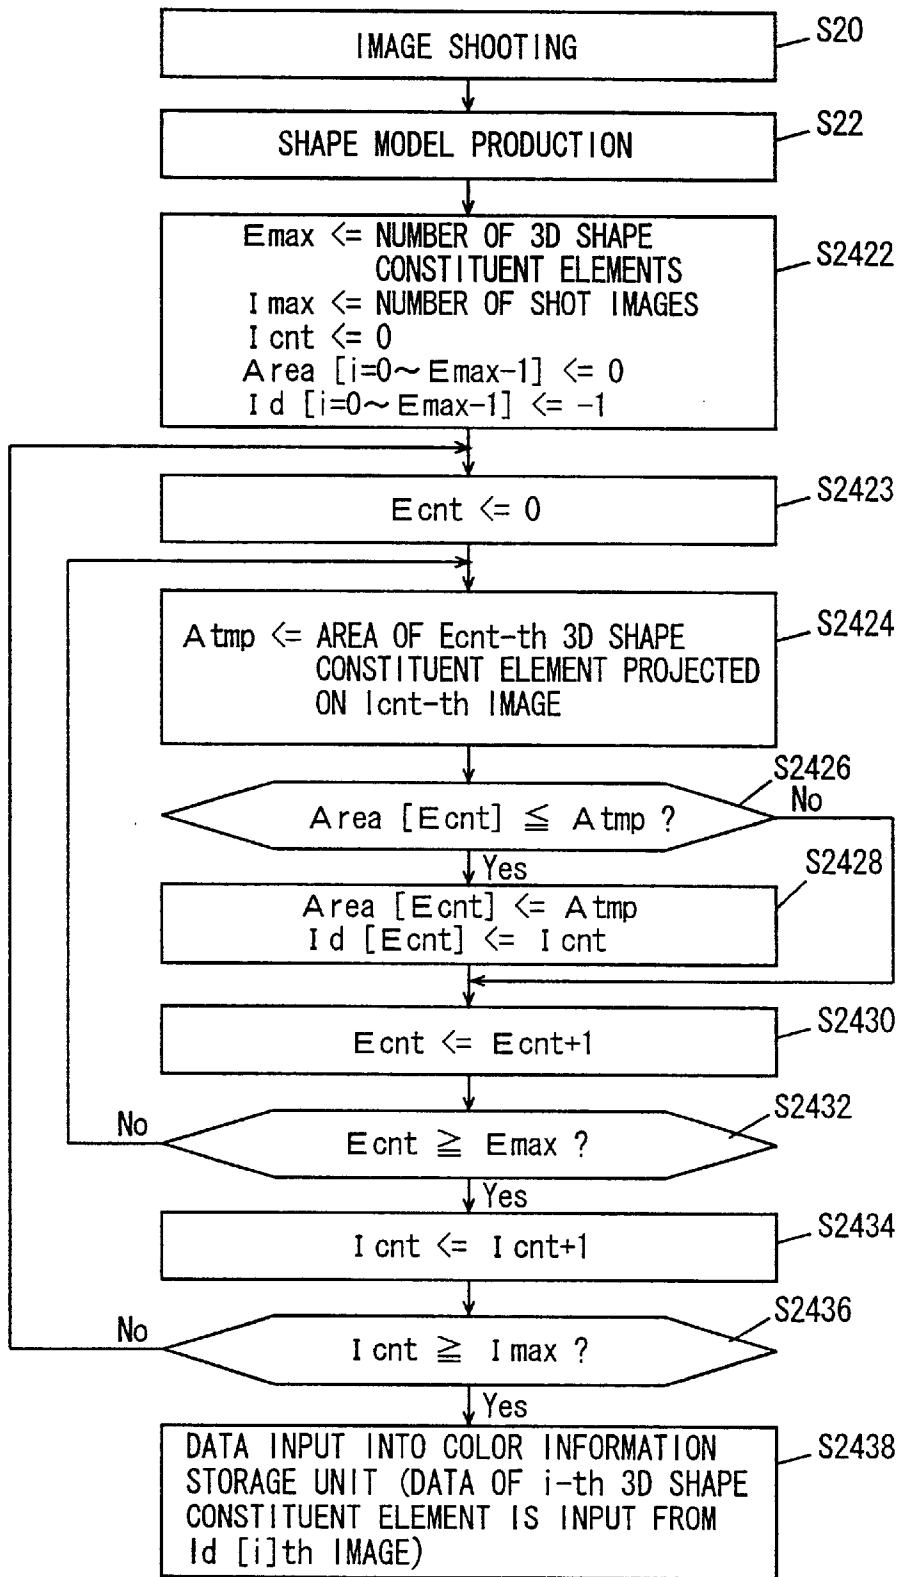 IMAGE SHOOTING
S20
SHAPE MODEL PRODUCTION
S22
Emax <= NUMBER OF 3D SHAPE
CONSTITUENT ELEMENTS
Imax <= NUMBER OF SHOT IMAGES
Icnt <= 0
Area [i=0~Emax-1] <= 0
Id [i=0~Emax-1] <= -1
S2422
Ecnt <= 0
S2423
Atmp <= AREA OF Ecnt-th 3D SHAPE
CONSTITUENT ELEMENT PROJECTED
ON Icnt-th IMAGE
S2424
Area [Ecnt] ≦ Atmp ?
S2426
No
Yes
Area [Ecnt] <= Atmp
Id [Ecnt] <= Icnt
S2428
Ecnt <= Ecnt+1
S2430
Ecnt ≧ Emax ?
S2432
No
Yes
Icnt <= Icnt+1
S2434
Icnt ≧ Imax ?
S2436
No
Yes
DATA INPUT INTO COLOR INFORMATION
STORAGE UNIT (DATA OF i-th 3D SHAPE
CONSTITUENT ELEMENT IS INPUT FROM
Id [i]th IMAGE)
S2438